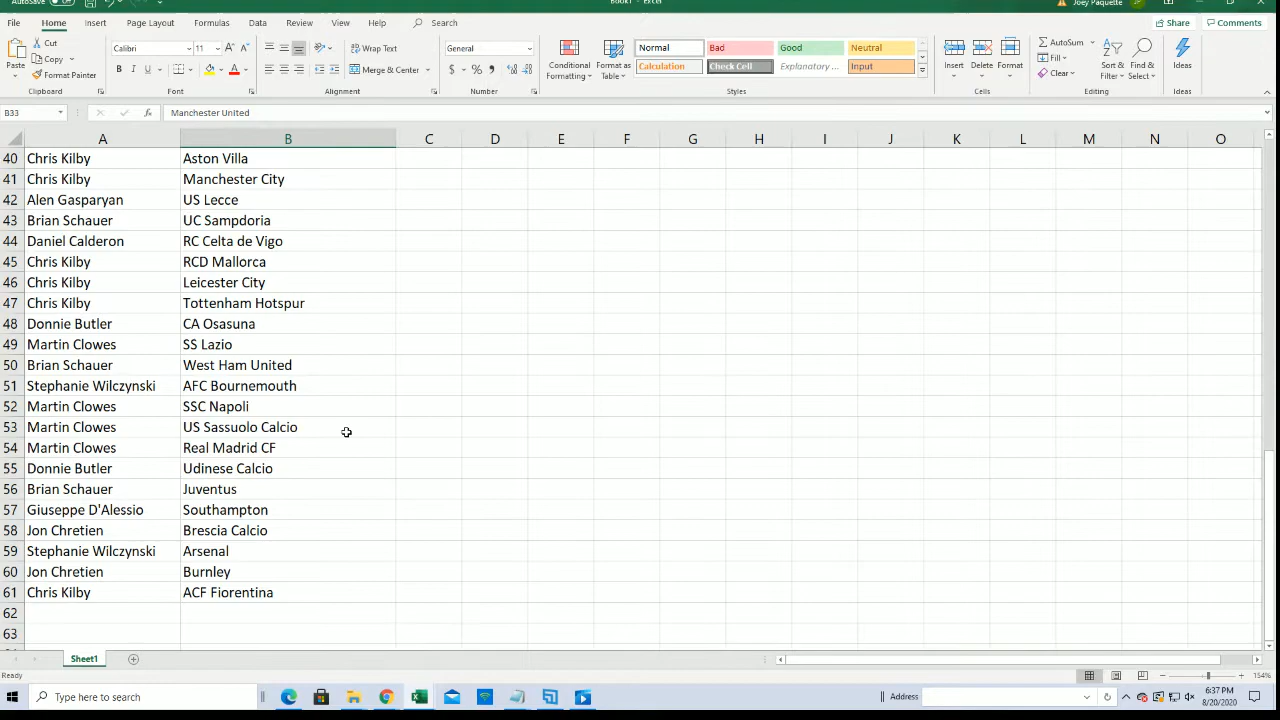 AutoSave
Book1 - Excel
Joey Paquette
File Home Insert Page Layout Formulas Data Review View Help Search Share Comments
Paste Cut Copy Format Painter Clipboard
Calibri 11 A A B I U A Font
Wrap Text Merge & Center Alignment
General $ % Number
Conditional Formatting Format as Table
Normal Bad Good Neutral
Calculation Check Cell Explanatory ... Input
Styles
Insert Delete Format Cells
AutoSum Fill Clear Sort & Filter Find & Select Editing
Ideas Ideas
B33 fx Manchester United
A B C D E F G H I J K L M N O
40 Chris Kilby Aston Villa
41 Chris Kilby Manchester City
42 Alen Gasparyan US Lecce
43 Brian Schauer UC Sampdoria
44 Daniel Calderon RC Celta de Vigo
45 Chris Kilby RCD Mallorca
46 Chris Kilby Leicester City
47 Chris Kilby Tottenham Hotspur
48 Donnie Butler CA Osasuna
49 Martin Clowes SS Lazio
50 Brian Schauer West Ham United
51 Stephanie Wilczynski AFC Bournemouth
52 Martin Clowes SSC Napoli
53 Martin Clowes US Sassuolo Calcio
54 Martin Clowes Real Madrid CF
55 Donnie Butler Udinese Calcio
56 Brian Schauer Juventus
57 Giuseppe D'Alessio Southampton
58 Jon Chretien Brescia Calcio
59 Stephanie Wilczynski Arsenal
60 Jon Chretien Burnley
61 Chris Kilby ACF Fiorentina
62
63
Sheet1
Ready 154%
Type here to search Address 6:37 PM
8/20/2020